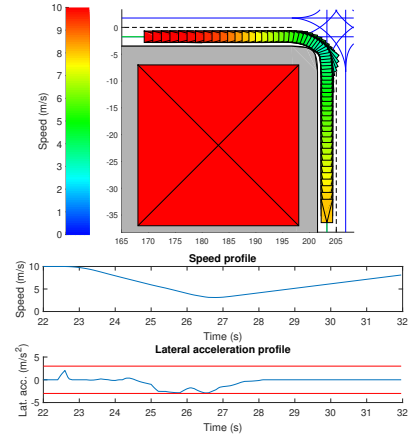 10
9
8
7
6
5
4
3
2
1
0
Speed (m/s)
0
-5
-10
-15
-20
-25
-30
-35
165 170 175 180 185 190 195 200 205
Speed profile
10
5
0
Speed (m/s)
22 23 24 25 26 27 28 29 30 31 32
Time (s)
Lateral acceleration profile
5
0
-5
Lat. acc. (m/s²)
22 23 24 25 26 27 28 29 30 31 32
Time (s)